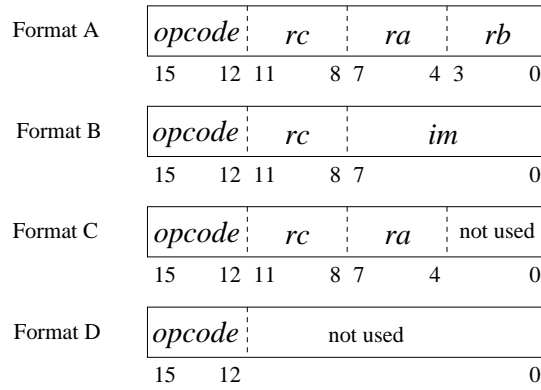 Format A opcode rc ra rb
15 12 11 8 7 4 3 0
Format B opcode rc im
15 12 11 8 7 0
Format C opcode rc ra not used
15 12 11 8 7 4 0
Format D opcode not used
15 12 0